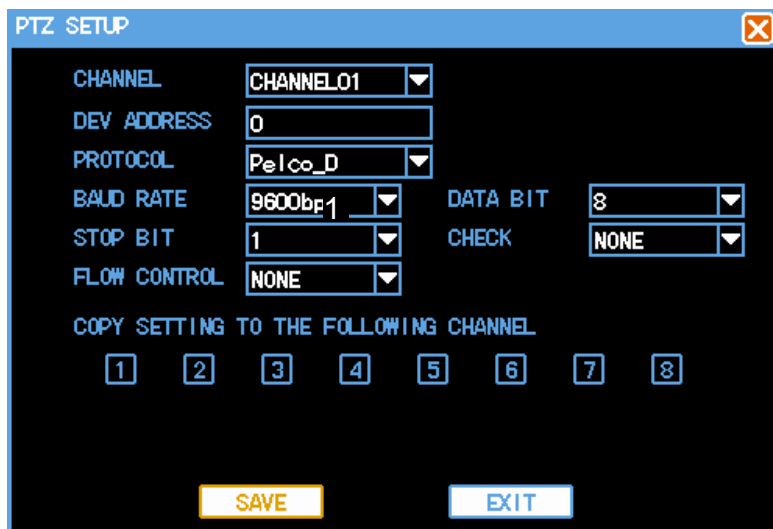 PTZ SETUP
CHANNEL CHANNEL01
DEV ADDRESS 0
PROTOCOL Pelco_D
BAUD RATE 9600bp1 DATA BIT 8
STOP BIT 1 CHECK NONE
FLOW CONTROL NONE
COPY SETTING TO THE FOLLOWING CHANNEL
1 2 3 4 5 6 7 8
SAVE EXIT